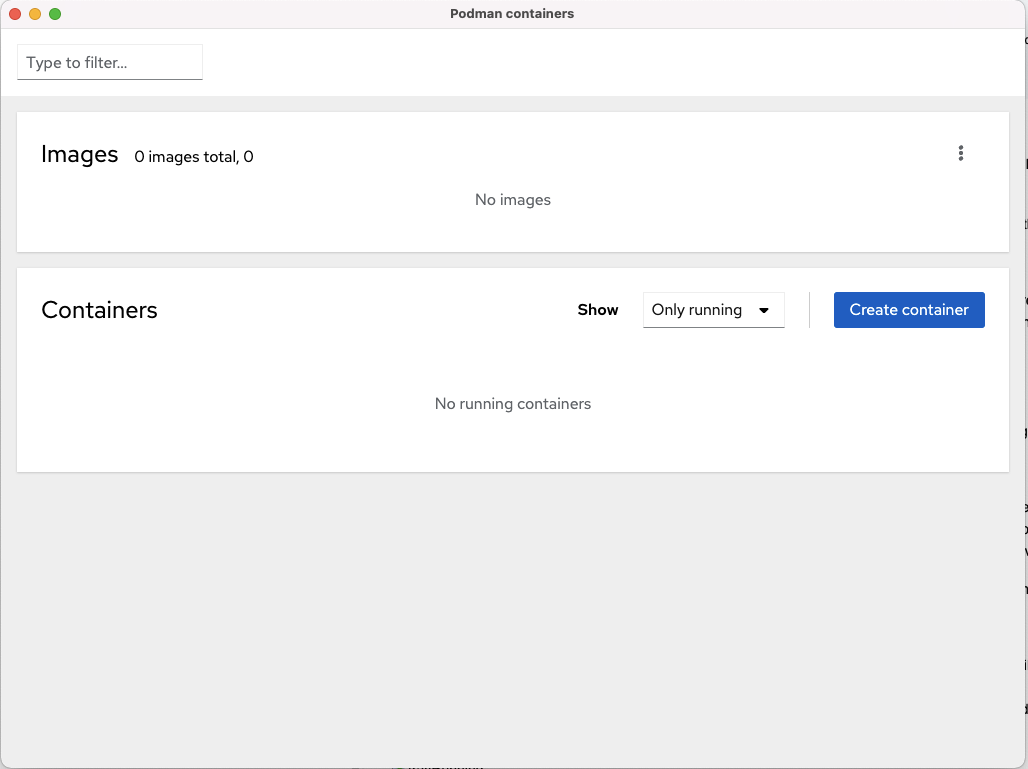 Podman containers
Type to filter...
Images 0 images total, 0
No images
Containers Show Only running Create container
No running containers